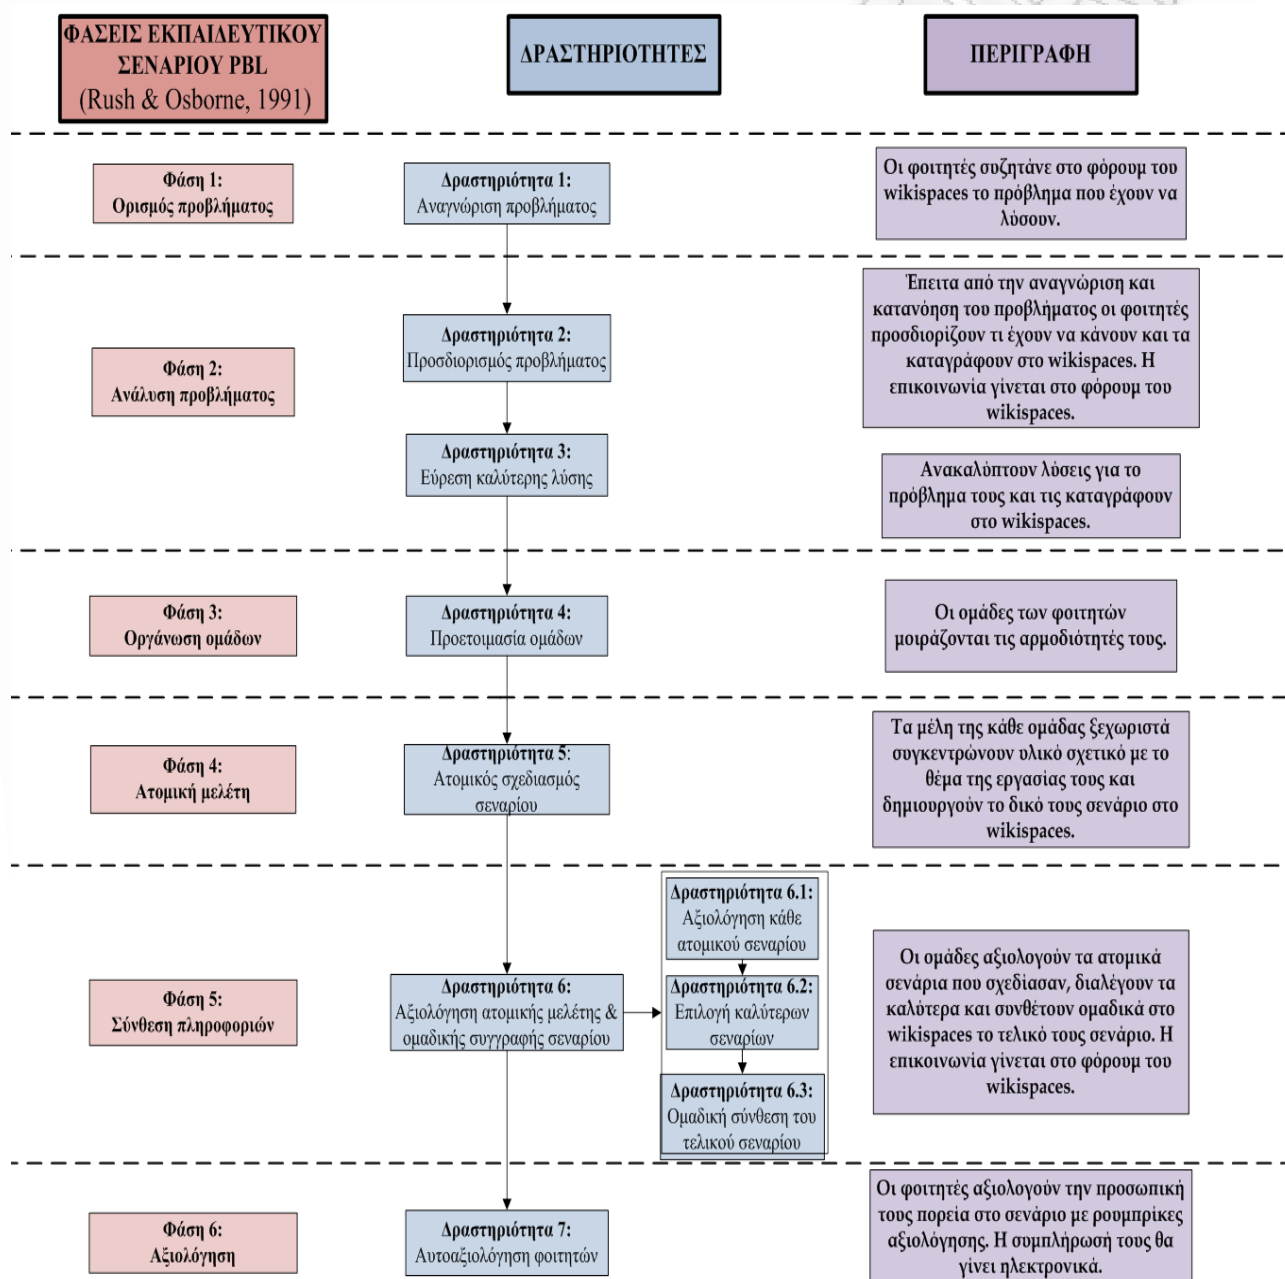 ΦΑΣΕΙΣ ΕΚΠΑΙΔΕΥΤΙΚΟΥ
ΣΕΝΑΡΙΟΥ PBL
(Rush & Osborne, 1991)
ΔΡΑΣΤΗΡΙΟΤΗΤΕΣ
ΠΕΡΙΓΡΑΦΗ
Φάση 1:
Ορισμός προβλήματος
Δραστηριότητα 1:
Αναγνώριση προβλήματος
Οι φοιτητές συζητάνε στο φόρουμ του
wikispaces το πρόβλημα που έχουν να
λύσουν.
Φάση 2:
Ανάλυση προβλήματος
Δραστηριότητα 2:
Προσδιορισμός προβλήματος
Έπειτα από την αναγνώριση και
κατανόηση του προβλήματος οι φοιτητές
προσδιορίζουν τι έχουν να κάνουν και τα
καταγράφουν στο wikispaces. Η
επικοινωνία γίνεται στο φόρουμ του
wikispaces.
Δραστηριότητα 3:
Εύρεση καλύτερης λύσης
Ανακαλύπτουν λύσεις για το
πρόβλημα τους και τις καταγράφουν
στο wikispaces.
Φάση 3:
Οργάνωση ομάδων
Δραστηριότητα 4:
Προετοιμασία ομάδων
Οι ομάδες των φοιτητών
μοιράζονται τις αρμοδιότητές τους.
Φάση 4:
Ατομική μελέτη
Δραστηριότητα 5:
Ατομικός σχεδιασμός
σεναρίου
Τα μέλη της κάθε ομάδας ξεχωριστά
συγκεντρώνουν υλικό σχετικό με το
θέμα της εργασίας τους και
δημιουργούν το δικό τους σενάριο στο
wikispaces.
Φάση 5:
Σύνθεση πληροφοριών
Δραστηριότητα 6:
Αξιολόγηση ατομικής μελέτης &
ομαδικής συγγραφής σεναρίου
Δραστηριότητα 6.1:
Αξιολόγηση κάθε
ατομικού σεναρίου
Δραστηριότητα 6.2:
Επιλογή καλύτερων
σεναρίων
Δραστηριότητα 6.3:
Ομαδική σύνθεση του
τελικού σεναρίου
Οι ομάδες αξιολογούν τα ατομικά
σενάρια που σχεδίασαν, διαλέγουν τα
καλύτερα και συνθέτουν ομαδικά στο
wikispaces το τελικό τους σενάριο. Η
επικοινωνία γίνεται στο φόρουμ του
wikispaces.
Φάση 6:
Αξιολόγηση
Δραστηριότητα 7:
Αυτοαξιολόγηση φοιτητών
Οι φοιτητές αξιολογούν την προσωπική
τους πορεία στο σενάριο με ρουμπρίκες
αξιολόγησης. Η συμπλήρωσή τους θα
γίνει ηλεκτρονικά.